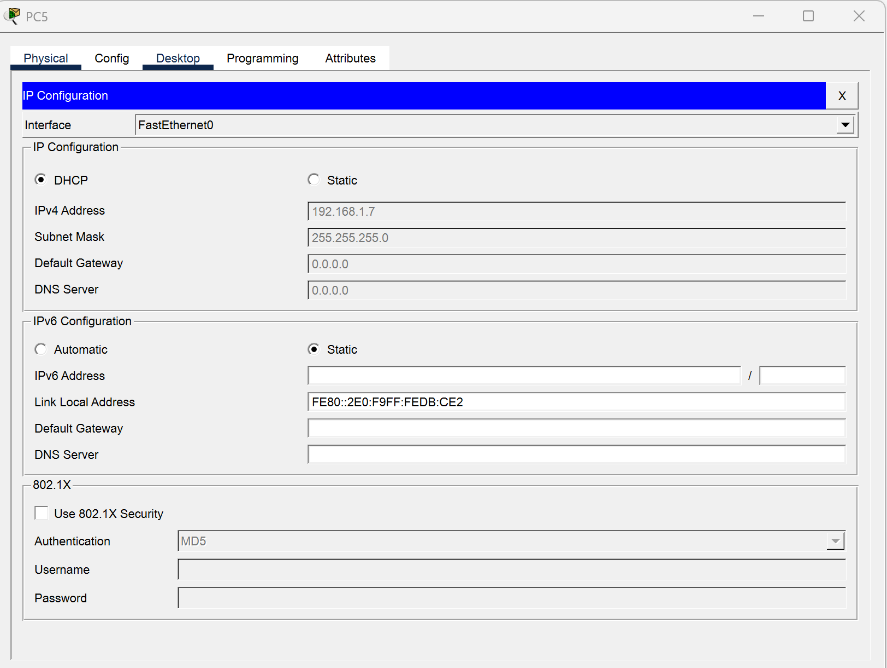 PC5
Physical Config Desktop Programming Attributes
IP Configuration X
Interface FastEthernet0
IP Configuration
DHCP Static
IPv4 Address 192.168.1.7
Subnet Mask 255.255.255.0
Default Gateway 0.0.0.0
DNS Server 0.0.0.0
IPv6 Configuration
Automatic Static
IPv6 Address /
Link Local Address FE80::2E0:F9FF:FEDB:CE2
Default Gateway
DNS Server
802.1X
Use 802.1X Security
Authentication MD5
Username
Password